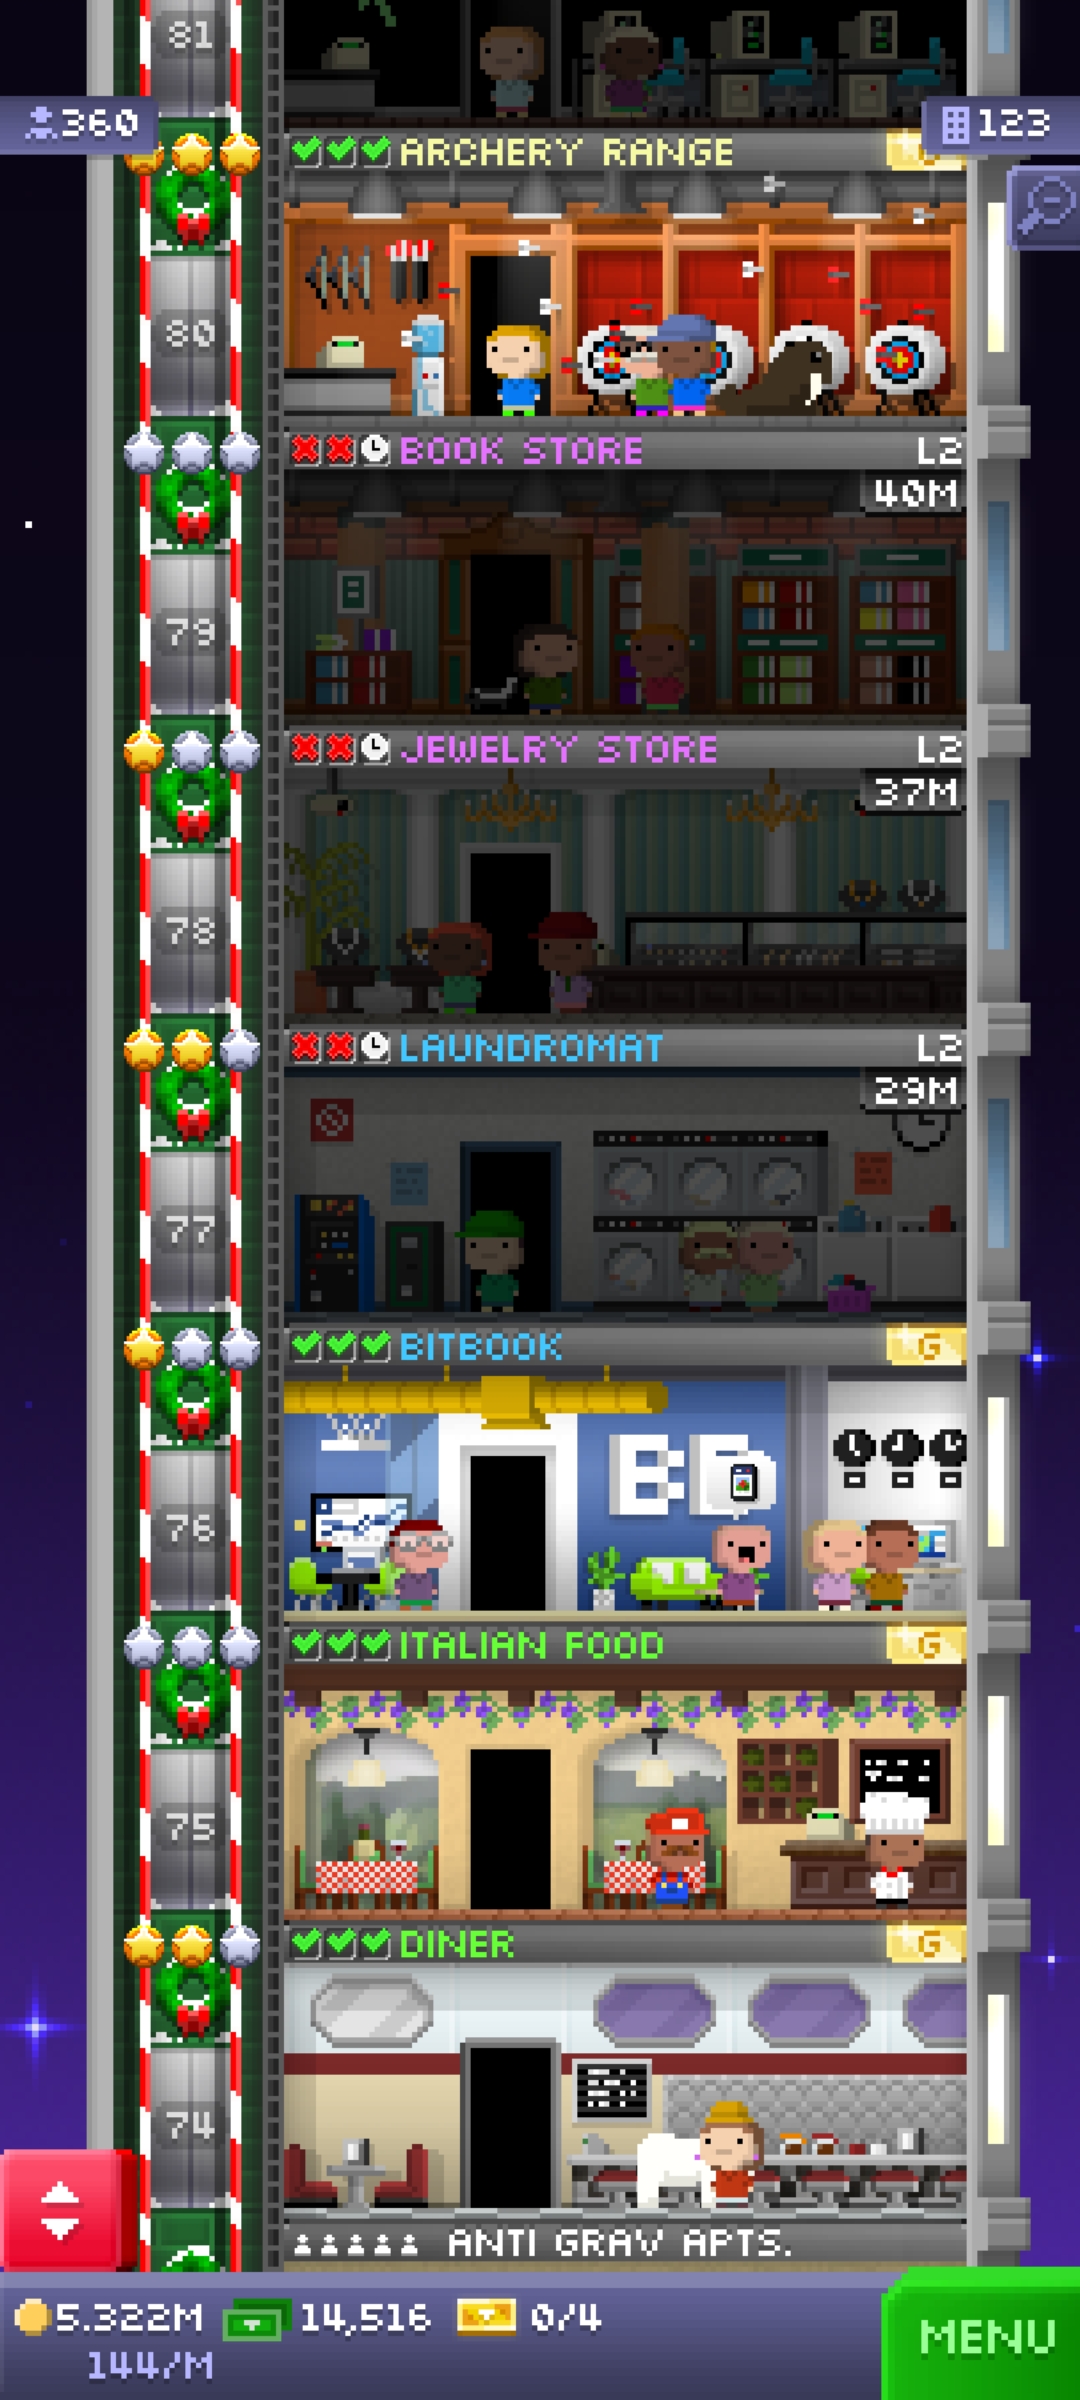 81
360
123
ARCHERY RANGE
80
BOOK STORE L2
40M
79
JEWELRY STORE L2
37M
78
LAUNDROMAT L2
29M
77
BITBOOK G
BB
76
ITALIAN FOOD G
75
DINER G
74
ANTI GRAV APTS.
5.322M 14,516 0/4
144/M
MENU